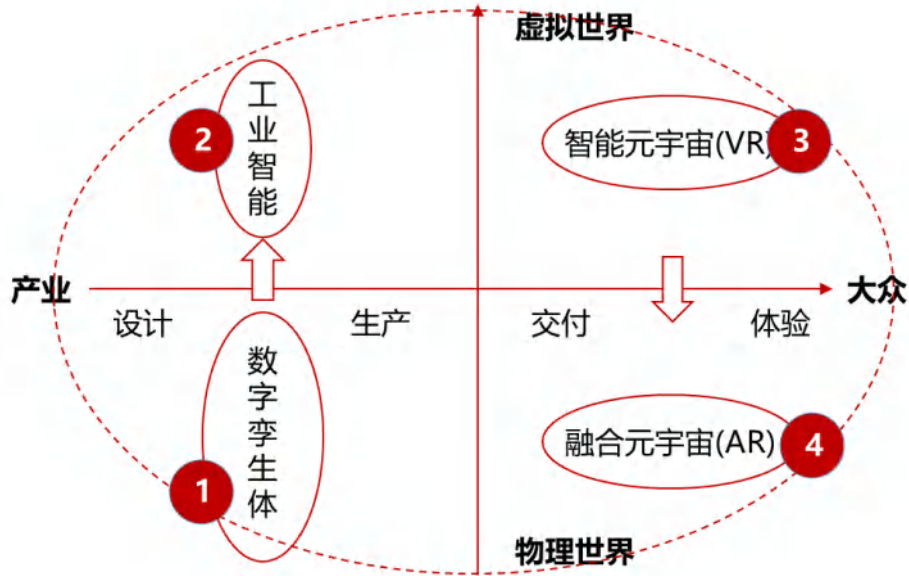 虚拟世界
工业智能
2
智能元宇宙(VR)
3
产业
大众
设计
生产
交付
体验
数字孪生体
1
融合元宇宙(AR)
4
物理世界